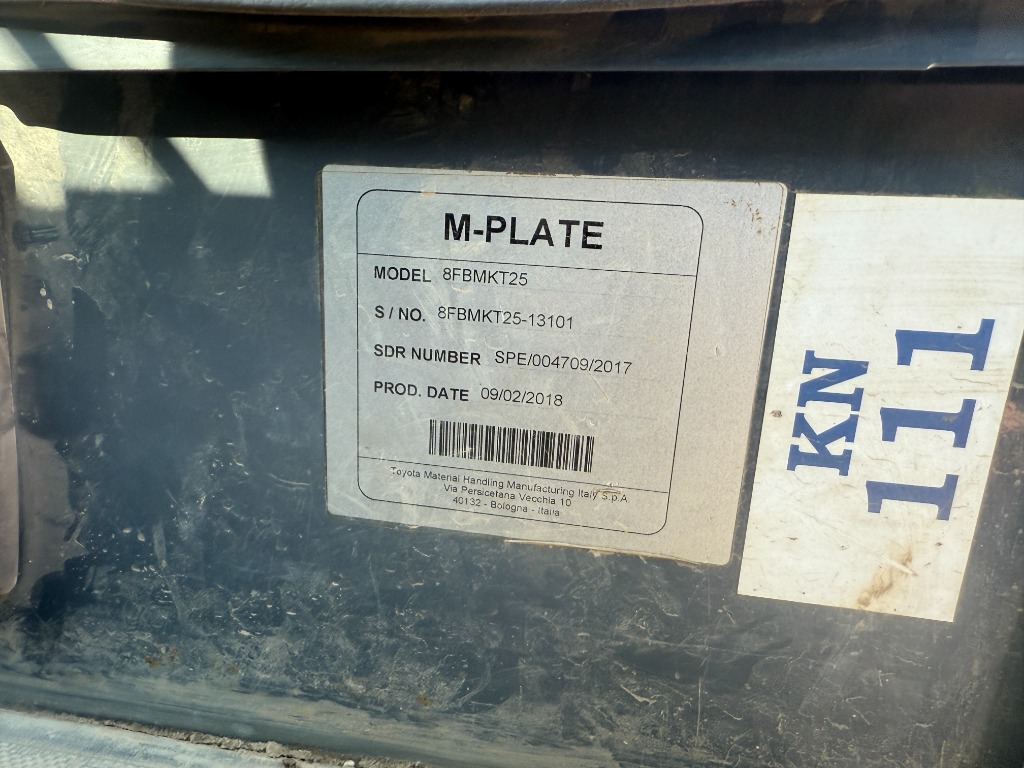 M-PLATE
MODEL 8FBMKT25
S / NO. 8FBMKT25-13101
SDR NUMBER SPE/004709/2017
PROD. DATE 09/02/2018
Toyota Material Handling Manufacturing Italy S.p.A
Via Persicetana Vecchia 10
40132 - Bologna - Italia
KN
111